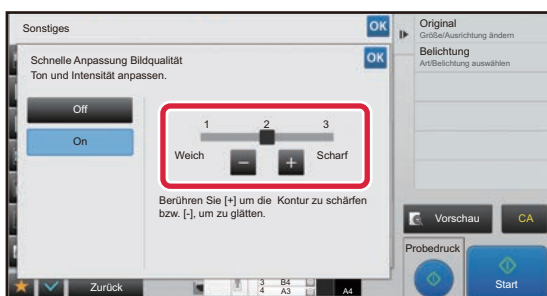 Sonstiges
OK
Original
Größe/Ausrichtung ändern
Schnelle Anpassung Bildqualität
Ton und Intensität anpassen.
OK
Belichtung
Art/Belichtung auswählen
Off
On
1 2 3
Weich - + Scharf
Berühren Sie [+] um die Kontur zu schärfen
bzw. [-], um zu glätten.
Vorschau
CA
Probedruck
Start
Zurück
3 B4
4 A3
A4